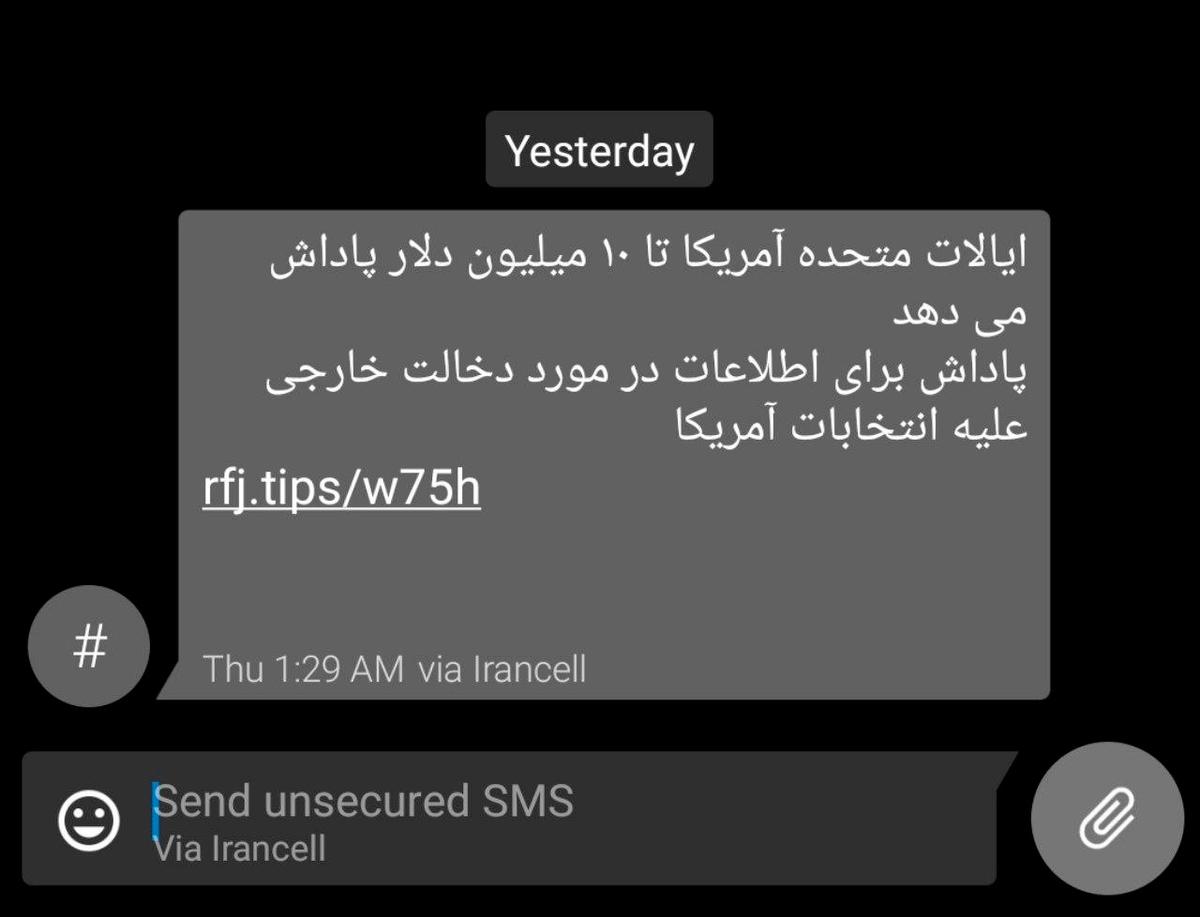 Yesterday
ایالات متحده آمریکا تا ۱۰ میلیون دلار پاداش
می دهد
پاداش برای اطلاعات در مورد دخالت خارجی
علیه انتخابات آمریکا
rfj.tips/w75h
#
Thu 1:29 AM via Irancell
Send unsecured SMS
Via Irancell